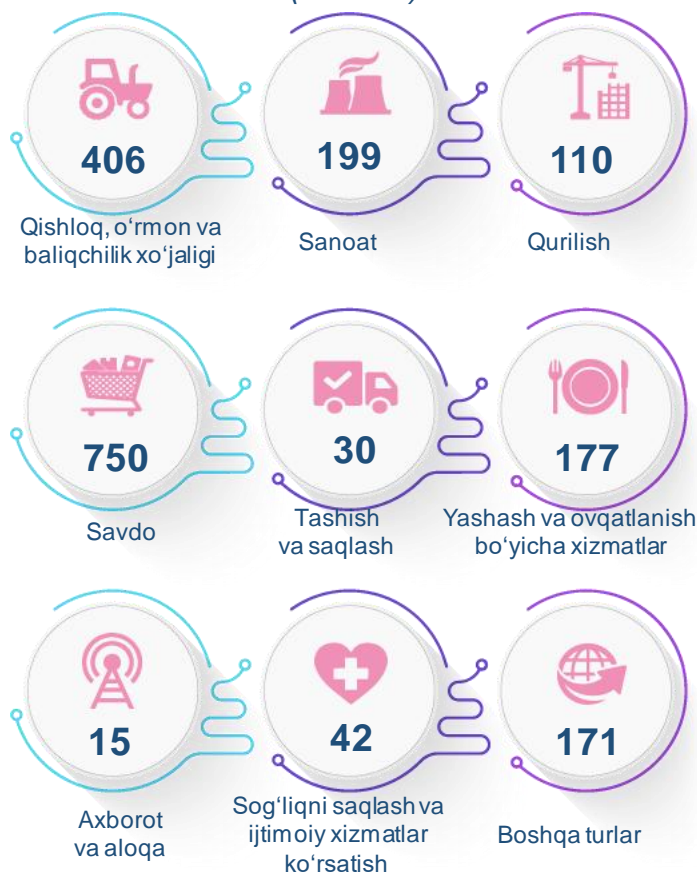 406
199
110
Qishloq, o‘rmon va
baliqchilik xo‘jaligi
Sanoat
Qurilish
750
30
177
Savdo
Tashish
va saqlash
Yashash va ovqatlanish
bo‘yicha xizmatlar
15
42
171
Axborot
va aloqa
Sog‘liqni saqlash va
ijtimoiy xizmatlar
ko‘rsatish
Boshqa turlar